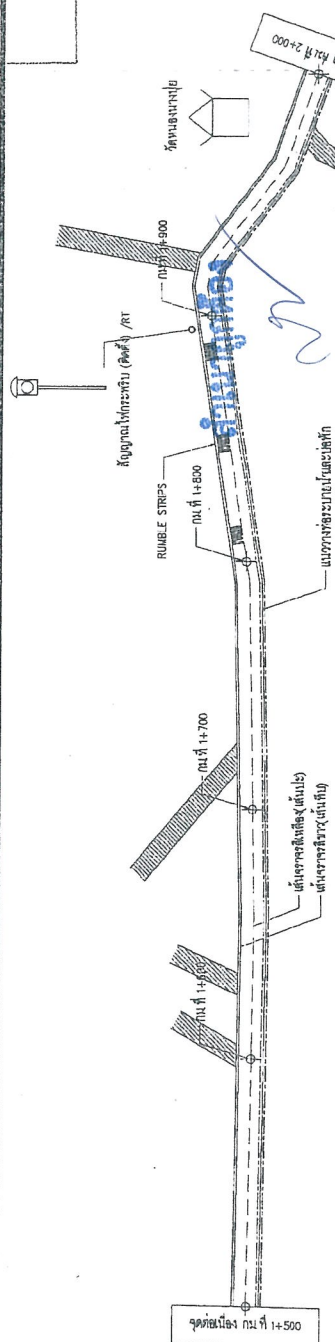 จุดต่อเนื่อง กม.ที่ 1+500
กม.ที่ 1+600
เส้นจราจรสีเหลือง(เส้นปะ)
เส้นจราจรสีขาว(เส้นทึบ)
กม.ที่ 1+700
แนววางท่อระบายน้ำและบ่อพัก
กม.ที่ 1+800
RUMBLE STRIPS
สัญญาณไฟกระพริบ (ติดตั้ง) /RT
กม.ที่ 1+900
วัดหนองนางปุย
กม.ที่ 2+000